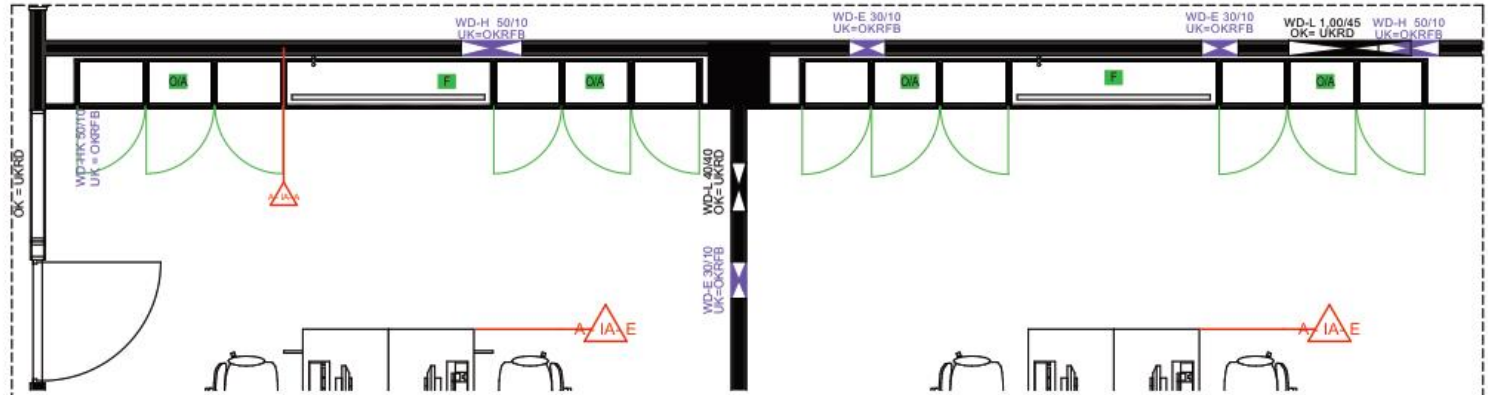 WD-H 50/10
UK=OKRFB
WD-E 30/10
UK=OKRFB
WD-E 30/10
UK=OKRFB
WD-L 1,00/45
OK= UKRD
WD-H 50/10
UK=OKRFB
O/A
F
O/A
O/A
F
O/A
OK = UKRD
WD-HK 50/10
UK = OKRFB
A- IA- A
WD-L 40/40
OK= UKRD
WD-E 30/10
UK=OKRFB
A- IA- E
A- IA- E